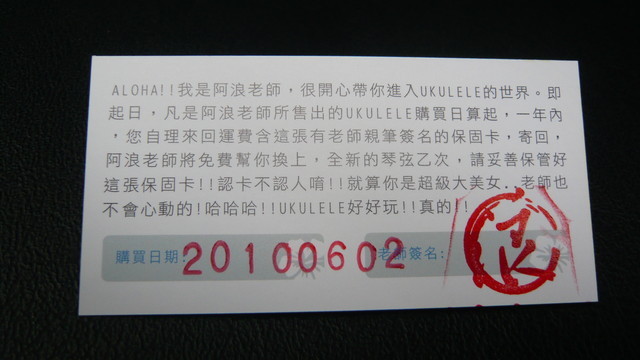 ALOHA!!我是阿浪老師，很開心帶你進入UKULELE的世界。即
起日，凡是阿浪老師所售出的UKULELE購買日算起，一年內
，您自理來回運費含這張有老師親筆簽名的保固卡，寄回，
阿浪老師將免費幫你換上，全新的琴弦乙次，請妥善保管好
這張保固卡!!認卡不認人唷!!就算你是超級大美女..老師也
不會心動的!哈哈哈!!UKULELE好好玩!!真的!!
購買日期:20100602 老師簽名: